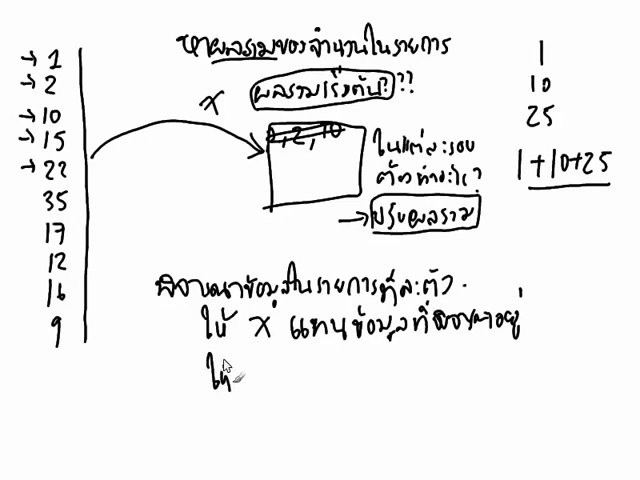 หาผลรวมของจำนวนในรายการ
ผลรวมเริ่มต้น? ??
→ 1
→ 2
→ 10
→ 15
→ 22
35
17
12
16
9
x
1, 2, 10
ในแต่ละรอบ
ต้องทำอะไร?
→ ปรับผลรวม
1
10
25
1+10+25
พิจารณาข้อมูลในรายการทีละตัว.
ให้ x แทนข้อมูลที่พิจารณาอยู่
ให้